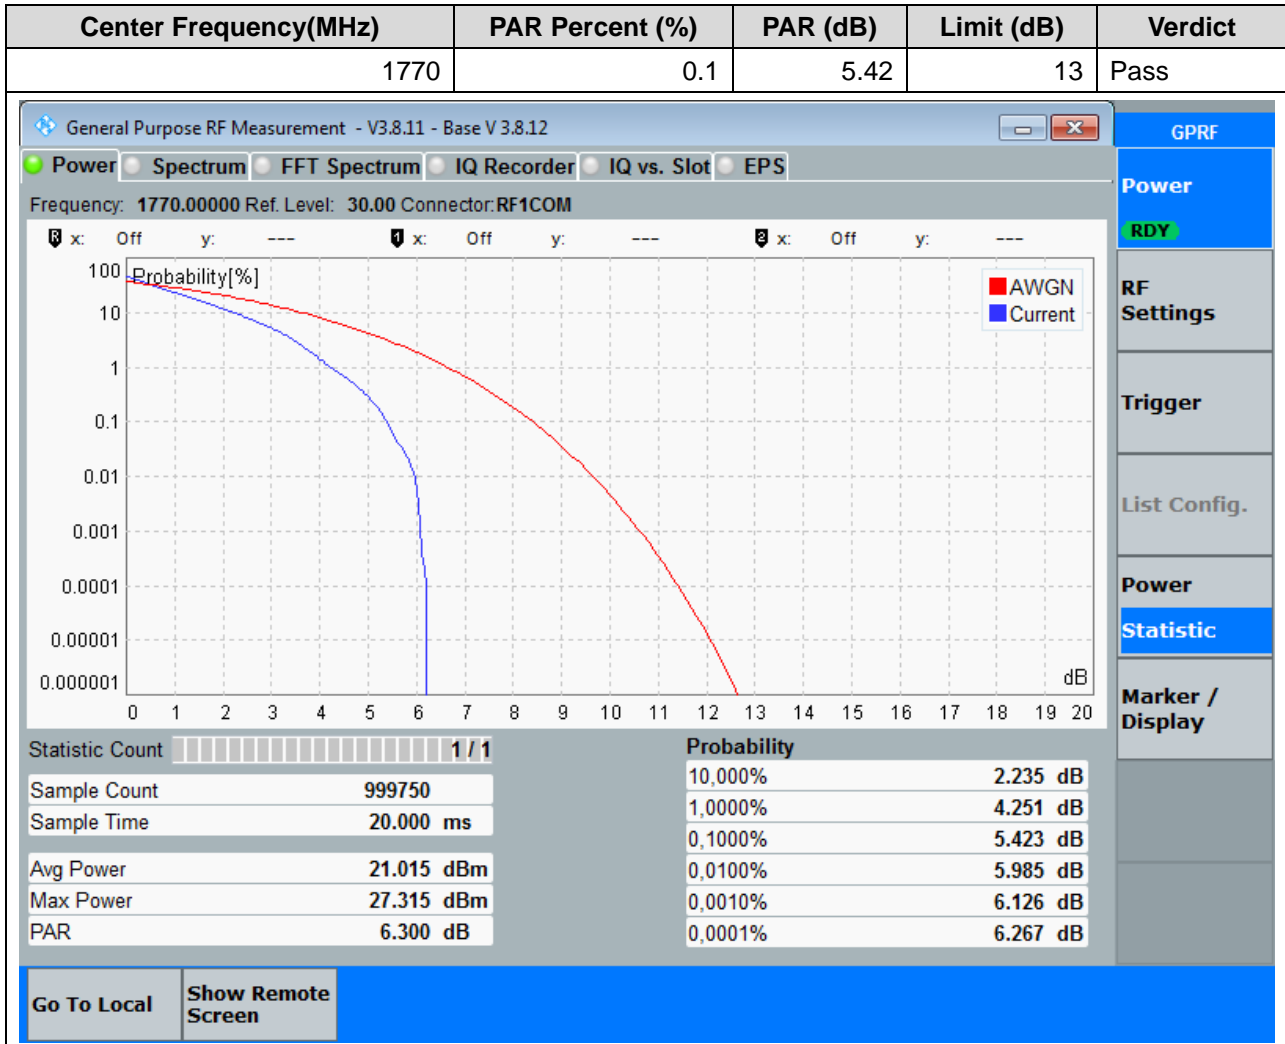 Center Frequency(MHz) PAR Percent (%) PAR (dB) Limit (dB) Verdict
1770 0.1 5.42 13 Pass
General Purpose RF Measurement - V3.8.11 - Base V 3.8.12
GPRF
Power Spectrum FFT Spectrum IQ Recorder IQ vs. Slot EPS
Frequency: 1770.00000 Ref. Level: 30.00 Connector: RF1COM
R x: Off y: --- 1 x: Off y: --- 2 x: Off y: ---
Probability[%]
100
10
1
0.1
0.01
0.001
0.0001
0.00001
0.000001
AWGN
Current
dB
0 1 2 3 4 5 6 7 8 9 10 11 12 13 14 15 16 17 18 19 20
Statistic Count 1 / 1
Sample Count 999750
Sample Time 20.000 ms
Avg Power 21.015 dBm
Max Power 27.315 dBm
PAR 6.300 dB
Probability
10,000% 2.235 dB
1,0000% 4.251 dB
0,1000% 5.423 dB
0,0100% 5.985 dB
0,0010% 6.126 dB
0,0001% 6.267 dB
Power
RDY
RF
Settings
Trigger
List Config.
Power
Statistic
Marker /
Display
Go To Local
Show Remote
Screen